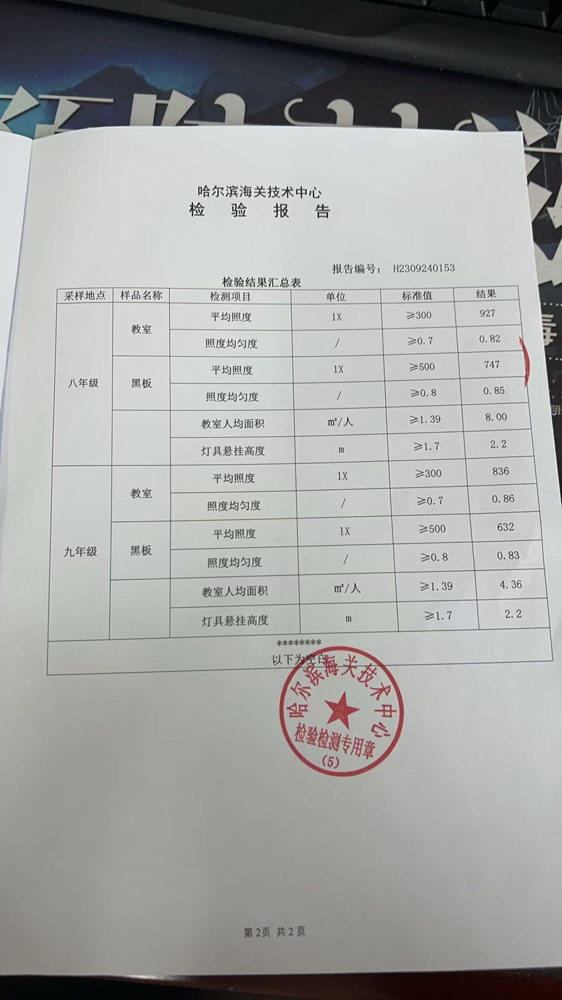 哈尔滨海关技术中心
检 验 报 告
报告编号： H2309240153
检验结果汇总表
采样地点 样品名称 检测项目 单位 标准值 结果
八年级 教室 平均照度 1X ≥300 927
照度均匀度 / ≥0.7 0.82
黑板 平均照度 1X ≥500 747
照度均匀度 / ≥0.8 0.85
教室人均面积 m²/人 ≥1.39 8.00
灯具悬挂高度 m ≥1.7 2.2
九年级 教室 平均照度 1X ≥300 836
照度均匀度 / ≥0.7 0.86
黑板 平均照度 1X ≥500 632
照度均匀度 / ≥0.8 0.83
教室人均面积 m²/人 ≥1.39 4.36
灯具悬挂高度 m ≥1.7 2.2
********
以下为空白
哈尔滨海关技术中心
检验检测专用章
(5)
第 2页 共 2 页